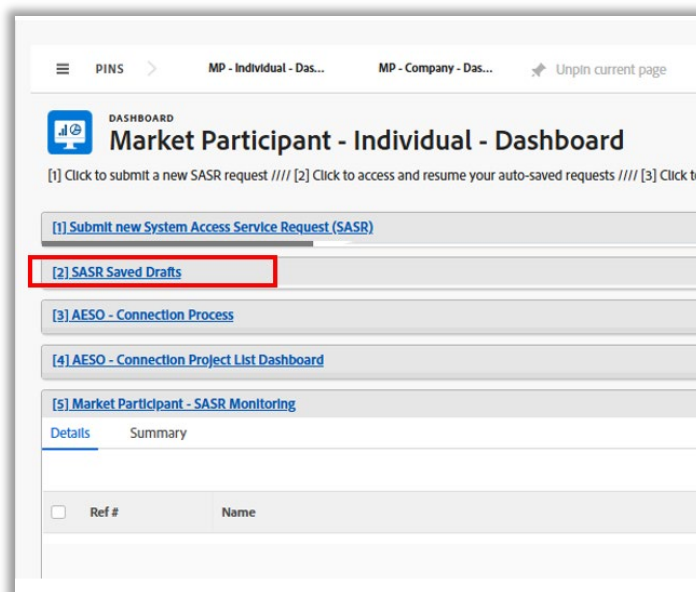 PINS MP - Individual - Das... MP - Company - Das... Unpin current page
DASHBOARD
Market Participant - Individual - Dashboard
[1] Click to submit a new SASR request //// [2] Click to access and resume your auto-saved requests //// [3] Click
[1] Submit new System Access Service Request (SASR)
[2] SASR Saved Drafts
[3] AESO - Connection Process
[4] AESO - Connection Project List Dashboard
[5] Market Participant - SASR Monitoring
Details Summary
Ref # Name